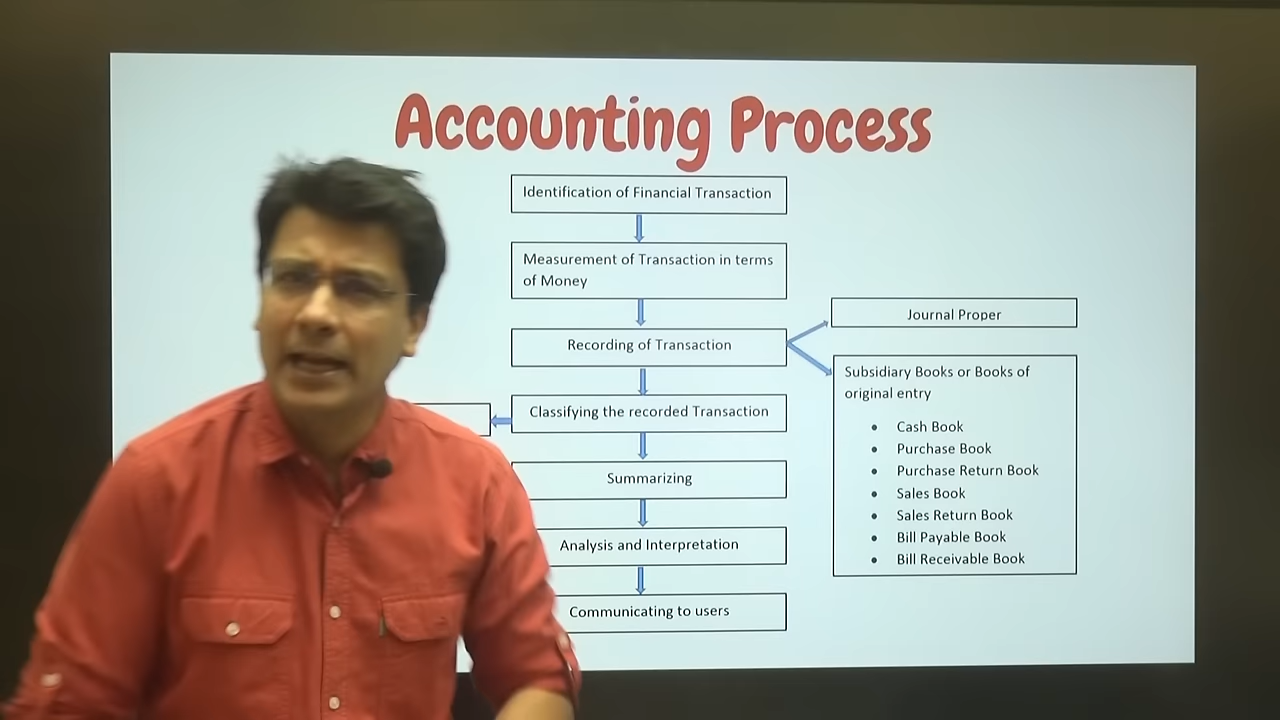 Accounting Process
Identification of Financial Transaction
Measurement of Transaction in terms
of Money
Recording of Transaction
Journal Proper
Subsidiary Books or Books of
original entry
• Cash Book
• Purchase Book
• Purchase Return Book
• Sales Book
• Sales Return Book
• Bill Payable Book
• Bill Receivable Book
Classifying the recorded Transaction
Summarizing
Analysis and Interpretation
Communicating to users